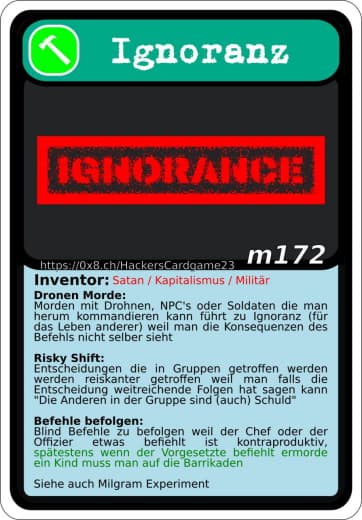 Ignoranz
IGNORANCE
m172
https://0x8.ch/HackersCardgame23
Inventor: Satan / Kapitalismus / Militär
Dronen Morde:
Morden mit Drohnen, NPC's oder Soldaten die man
herum kommandieren kann führt zu Ignoranz (für
das Leben anderer) weil man die Konsequenzen des
Befehls nicht selber sieht
Risky Shift:
Entscheidungen die in Gruppen getroffen werden
werden reiskanter getroffen weil man falls die
Entscheidung weitreichende Folgen hat sagen kann
"Die Anderen in der Gruppe sind (auch) Schuld"
Befehle befolgen:
Blind Befehle zu befolgen weil der Chef oder der
Offizier etwas befiehlt ist kontraproduktiv,
spätestens wenn der Vorgesetzte befiehlt ermorde
ein Kind muss man auf die Barrikaden
Siehe auch Milgram Experiment